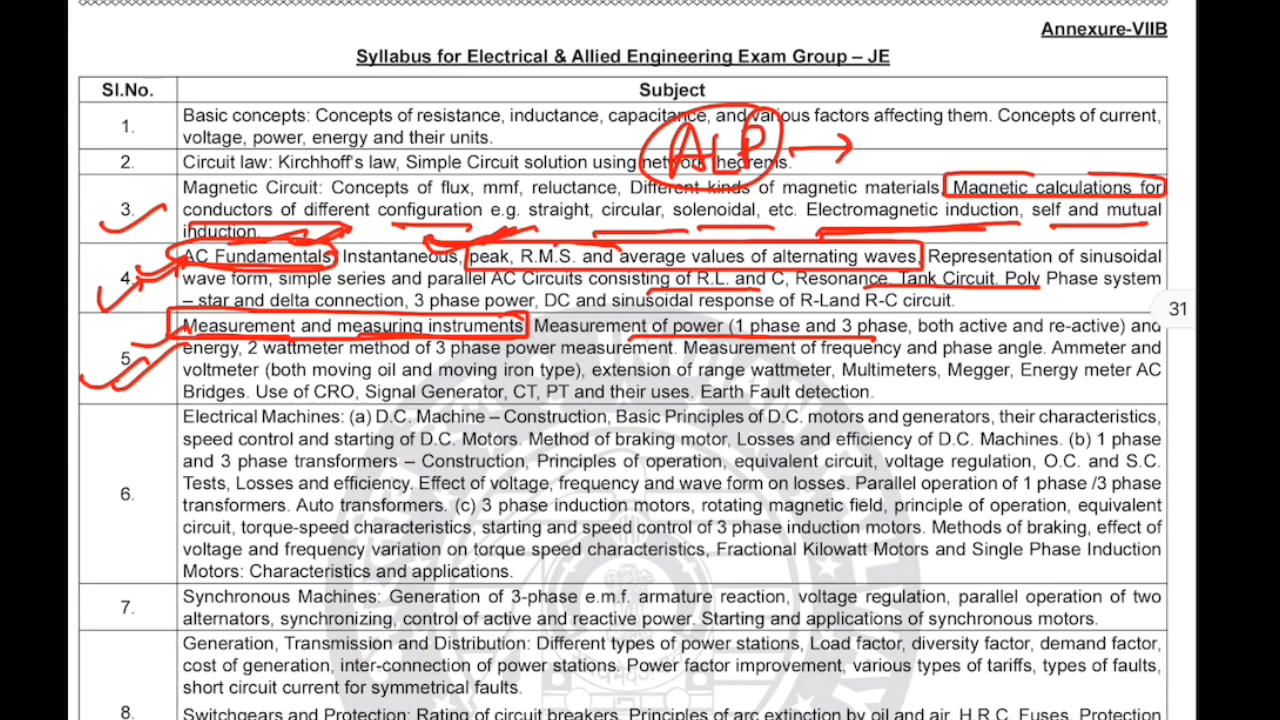 Annexure-VIIB
Syllabus for Electrical & Allied Engineering Exam Group – JE
Sl.No. Subject
1. Basic concepts: Concepts of resistance, inductance, capacitance, and various factors affecting them. Concepts of current,
voltage, power, energy and their units.
ALP
2. Circuit law: Kirchhoff's law, Simple Circuit solution using network theorems.
3. Magnetic Circuit: Concepts of flux, mmf, reluctance, Different kinds of magnetic materials, Magnetic calculations for
conductors of different configuration e.g. straight, circular, solenoidal, etc. Electromagnetic induction, self and mutual
induction.
4. AC Fundamentals: Instantaneous, peak, R.M.S. and average values of alternating waves, Representation of sinusoidal
wave form, simple series and parallel AC Circuits consisting of R.L. and C, Resonance, Tank Circuit. Poly Phase system
– star and delta connection, 3 phase power, DC and sinusoidal response of R-Land R-C circuit.
31
5. Measurement and measuring instruments: Measurement of power (1 phase and 3 phase, both active and re-active) and
energy, 2 wattmeter method of 3 phase power measurement. Measurement of frequency and phase angle. Ammeter and
voltmeter (both moving oil and moving iron type), extension of range wattmeter, Multimeters, Megger, Energy meter AC
Bridges. Use of CRO, Signal Generator, CT, PT and their uses. Earth Fault detection.
6. Electrical Machines: (a) D.C. Machine – Construction, Basic Principles of D.C. motors and generators, their characteristics,
speed control and starting of D.C. Motors. Method of braking motor, Losses and efficiency of D.C. Machines. (b) 1 phase
and 3 phase transformers – Construction, Principles of operation, equivalent circuit, voltage regulation, O.C. and S.C.
Tests, Losses and efficiency. Effect of voltage, frequency and wave form on losses. Parallel operation of 1 phase /3 phase
transformers. Auto transformers. (c) 3 phase induction motors, rotating magnetic field, principle of operation, equivalent
circuit, torque-speed characteristics, starting and speed control of 3 phase induction motors. Methods of braking, effect of
voltage and frequency variation on torque speed characteristics, Fractional Kilowatt Motors and Single Phase Induction
Motors: Characteristics and applications.
7. Synchronous Machines: Generation of 3-phase e.m.f. armature reaction, voltage regulation, parallel operation of two
alternators, synchronizing, control of active and reactive power. Starting and applications of synchronous motors.
Generation, Transmission and Distribution: Different types of power stations, Load factor, diversity factor, demand factor,
cost of generation, inter-connection of power stations. Power factor improvement, various types of tariffs, types of faults,
short circuit current for symmetrical faults.
8. Switchgears and Protection: Rating of circuit breakers, Principles of arc extinction by oil and air, H.R.C. Fuses, Protection